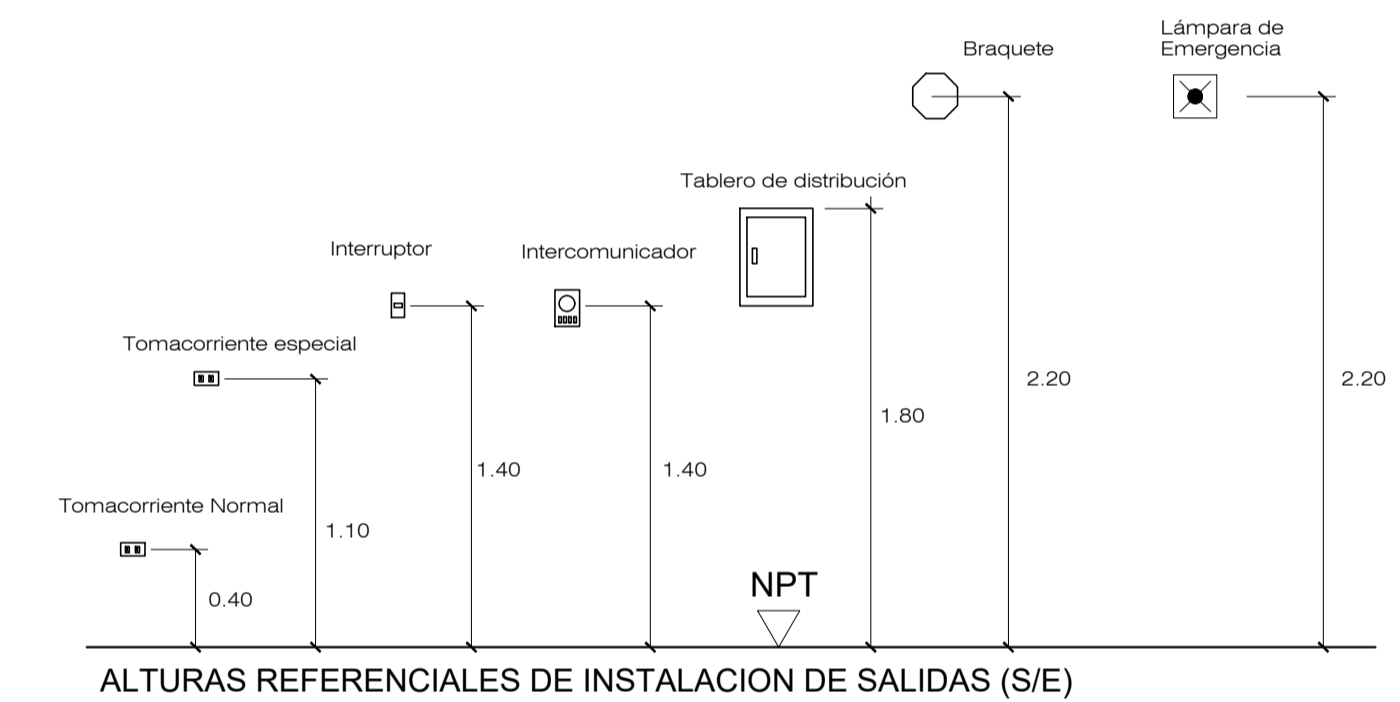 Lámpara de
Emergencia
Braquete
Tablero de distribución
Interruptor
Intercomunicador
Tomacorriente especial
2.20
2.20
1.80
1.40
1.40
Tomacorriente Normal
1.10
NPT
0.40
ALTURAS REFERENCIALES DE INSTALACION DE SALIDAS (S/E)